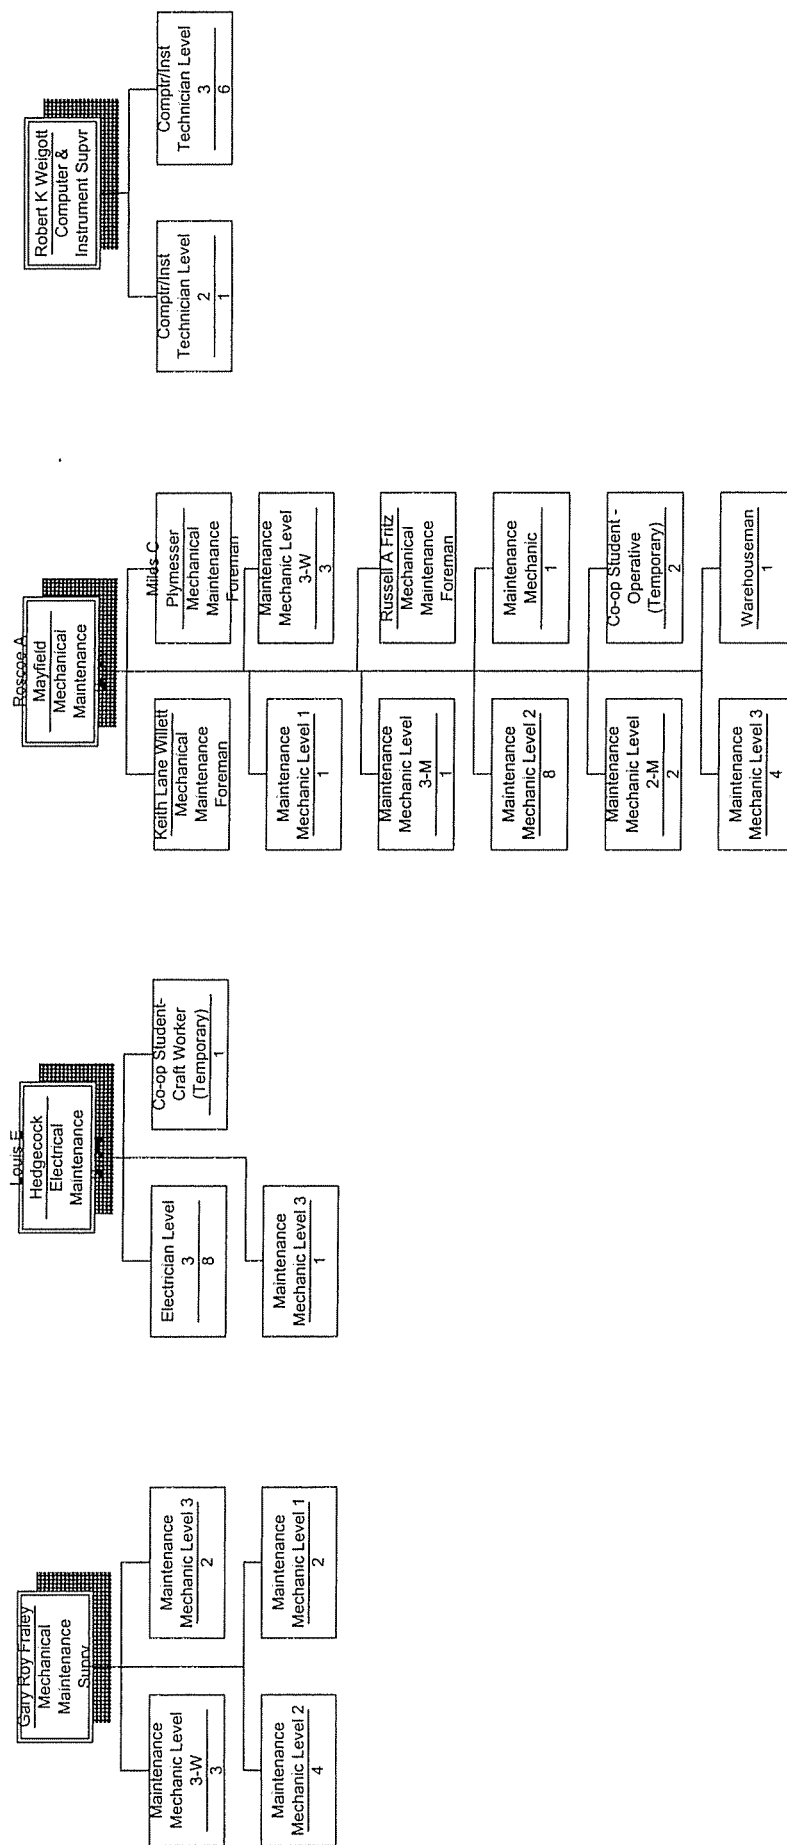 Gary Roy Fraley
Mechanical
Maintenance
Suprv
Maintenance
Mechanic Level
3-W
3
Maintenance
Mechanic Level 3
2
Maintenance
Mechanic Level 2
4
Maintenance
Mechanic Level 1
2
Louis E
Hedgecock
Electrical
Maintenance
Electrician Level
3
8
Co-op Student-
Craft Worker
(Temporary)
1
Maintenance
Mechanic Level 3
1
Roscoe A
Mayfield
Mechanical
Maintenance
Keith Lane Willett
Mechanical
Maintenance
Foreman
Miles C
Plymesser
Mechanical
Maintenance
Foreman
Maintenance
Mechanic Level 1
1
Maintenance
Mechanic Level
3-W
3
Maintenance
Mechanic Level
3-M
1
Russell A Fritz
Mechanical
Maintenance
Foreman
Maintenance
Mechanic Level 2
8
Maintenance
Mechanic
1
Maintenance
Mechanic Level
2-M
2
Co-op Student -
Operative
(Temporary)
2
Maintenance
Mechanic Level 3
4
Warehouseman
1
Robert K Weigott
Computer &
Instrument Supvr
Comptr/Inst
Technician Level
2
1
Comptr/Inst
Technician Level
3
6